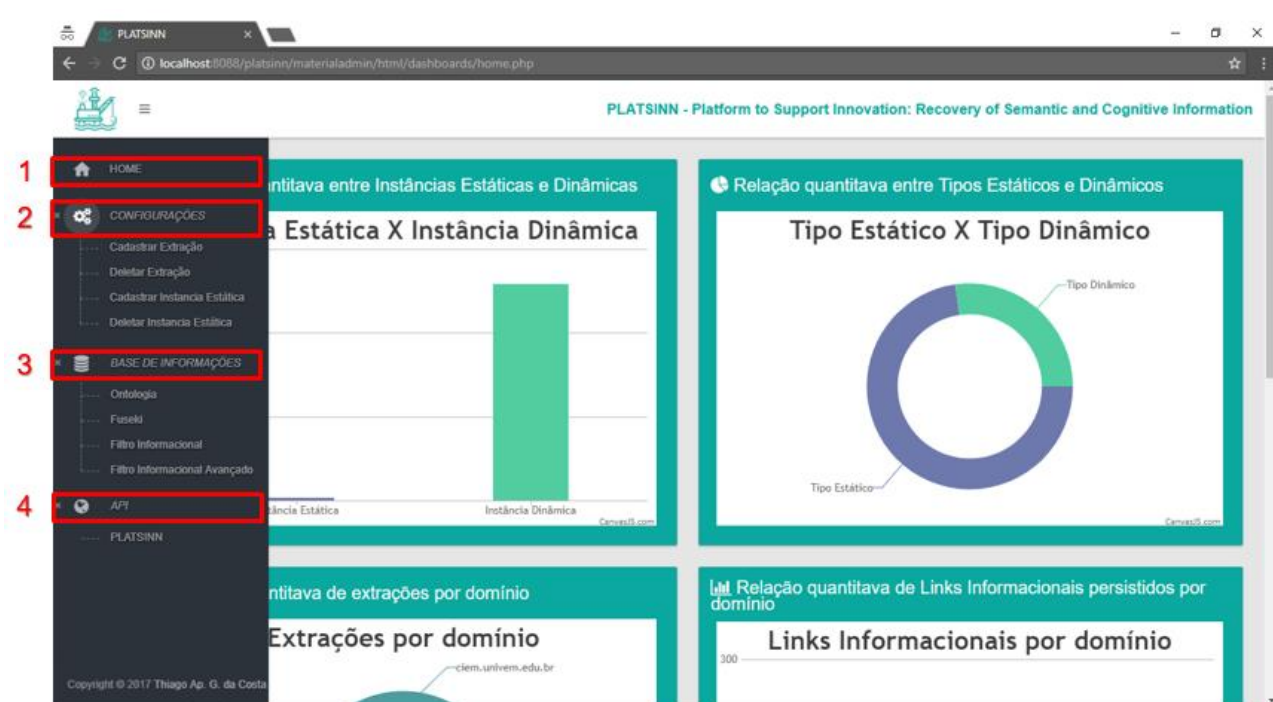 PLATSINN
localhost:8088/platsinn/materialadmin/html/dashboards/home.php
PLATSINN - Platform to Support Innovation: Recovery of Semantic and Cognitive Information
1
HOME
2
CONFIGURAÇÕES
Cadastrar Extração
Deletar Extração
Cadastrar Instancia Estática
Deletar Instancia Estática
3
BASE DE INFORMAÇÕES
Ontologia
Fuseki
Filtro Informacional
Filtro Informacional Avançado
4
API
PLATSINN
Copyright © 2017 Thiago Ap. G. da Costa
ntitava entre Instâncias Estáticas e Dinâmicas
a Estática X Instância Dinâmica
tância Estática
Instância Dinâmica
CanvasJS.com
Relação quantitava entre Tipos Estáticos e Dinâmicos
Tipo Estático X Tipo Dinâmico
Tipo Dinâmico
Tipo Estático
CanvasJS.com
ntitava de extrações por domínio
Extrações por domínio
ciem.univem.edu.br
Relação quantitava de Links Informacionais persistidos por
domínio
Links Informacionais por domínio
300